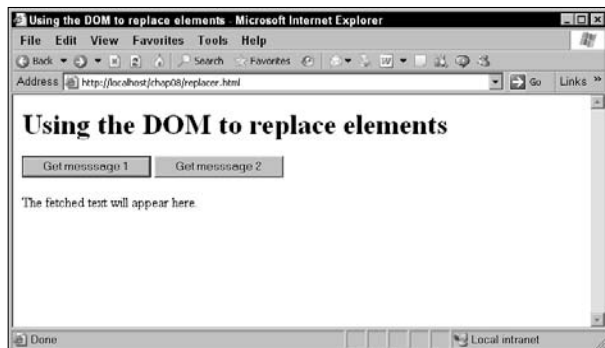 Using the DOM to replace elements - Microsoft Internet Explorer
File Edit View Favorites Tools Help
Back Search Favorites
Address http://localhost/chap08/replacer.html Go Links »
Using the DOM to replace elements
Get messsage 1 Get messsage 2
The fetched text will appear here.
Done Local intranet